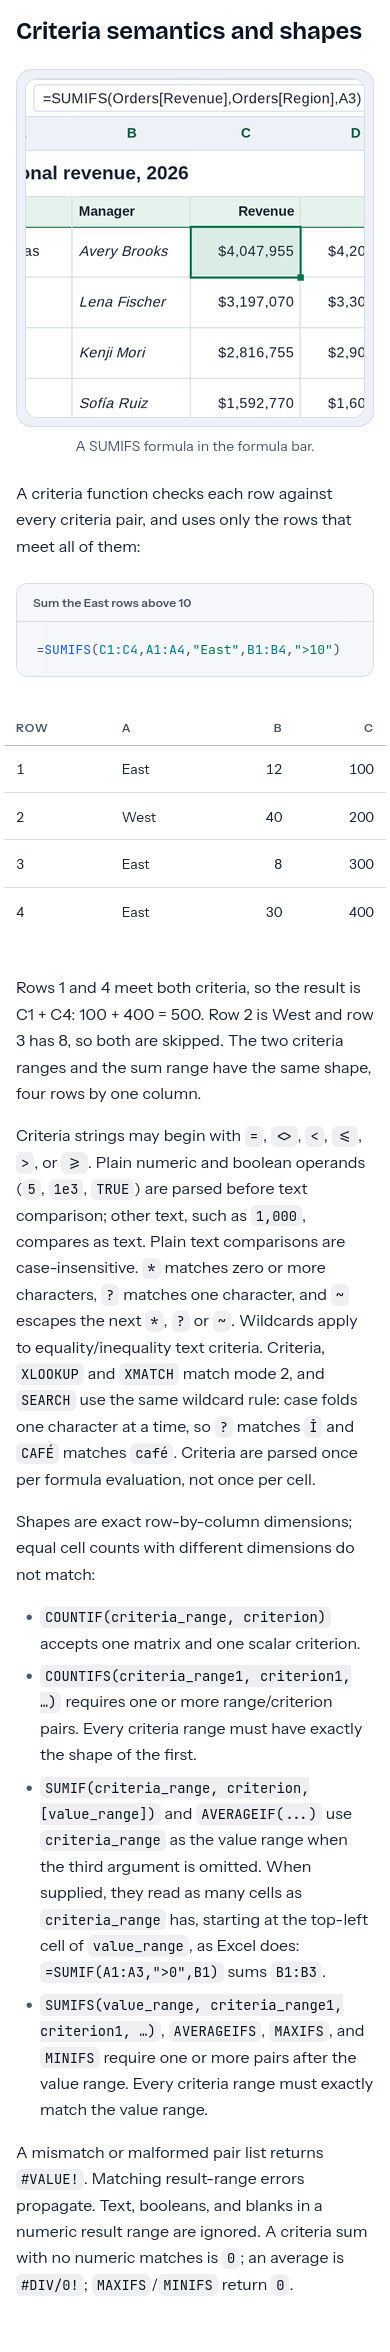 Criteria semantics and shapes
=SUMIFS(Orders[Revenue],Orders[Region],A3)
B C D
onal revenue, 2026
Manager Revenue
as Avery Brooks $4,047,955 $4,20
Lena Fischer $3,197,070 $3,30
Kenji Mori $2,816,755 $2,90
Sofía Ruiz $1,592,770 $1,60
A SUMIFS formula in the formula bar.
A criteria function checks each row against
every criteria pair, and uses only the rows that
meet all of them:
Sum the East rows above 10
=SUMIFS(C1:C4,A1:A4,"East",B1:B4,">10")
ROW A B C
1 East 12 100
2 West 40 200
3 East 8 300
4 East 30 400
Rows 1 and 4 meet both criteria, so the result is
C1 + C4: 100 + 400 = 500. Row 2 is West and row
3 has 8, so both are skipped. The two criteria
ranges and the sum range have the same shape,
four rows by one column.
Criteria strings may begin with =, <>, <, <=,
>, or >=. Plain numeric and boolean operands
(5, 1e3, TRUE) are parsed before text
comparison; other text, such as 1,000,
compares as text. Plain text comparisons are
case-insensitive. * matches zero or more
characters, ? matches one character, and ~
escapes the next *, ? or ~. Wildcards apply
to equality/inequality text criteria. Criteria,
XLOOKUP and XMATCH match mode 2, and
SEARCH use the same wildcard rule: case folds
one character at a time, so ? matches İ and
CAFÉ matches café. Criteria are parsed once
per formula evaluation, not once per cell.
Shapes are exact row-by-column dimensions;
equal cell counts with different dimensions do
not match:
• COUNTIF(criteria_range, criterion)
accepts one matrix and one scalar criterion.
• COUNTIFS(criteria_range1, criterion1,
…) requires one or more range/criterion
pairs. Every criteria range must have exactly
the shape of the first.
• SUMIF(criteria_range, criterion,
[value_range]) and AVERAGEIF(...) use
criteria_range as the value range when
the third argument is omitted. When
supplied, they read as many cells as
criteria_range has, starting at the top-left
cell of value_range, as Excel does:
=SUMIF(A1:A3,">0",B1) sums B1:B3.
• SUMIFS(value_range, criteria_range1,
criterion1, …), AVERAGEIFS, MAXIFS, and
MINIFS require one or more pairs after the
value range. Every criteria range must exactly
match the value range.
A mismatch or malformed pair list returns
#VALUE!. Matching result-range errors
propagate. Text, booleans, and blanks in a
numeric result range are ignored. A criteria sum
with no numeric matches is 0; an average is
#DIV/0!; MAXIFS/MINIFS return 0.